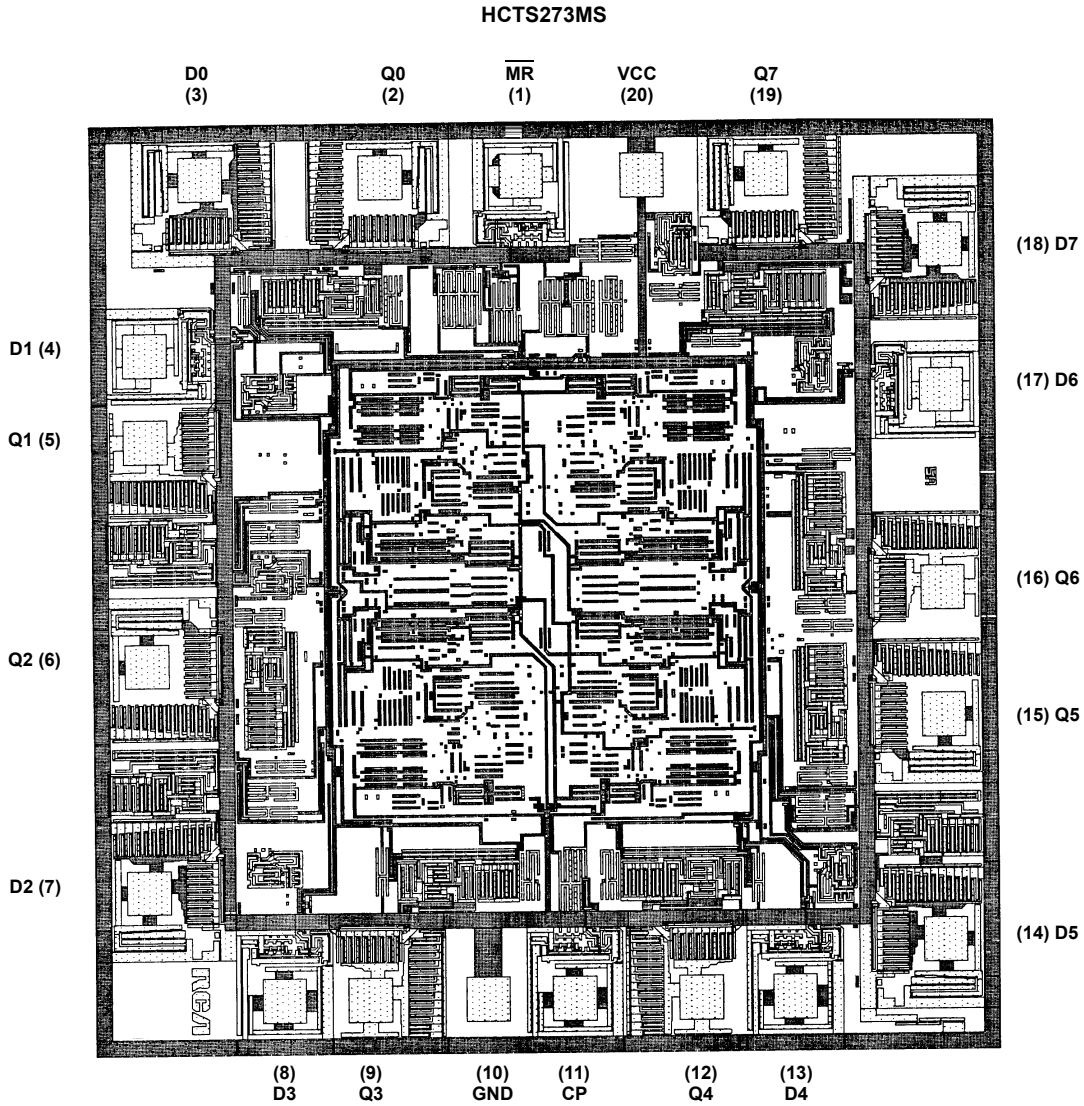 HCTS273MS
D0 Q0 MR VCC Q7
(3) (2) (1) (20) (19)
(18) D7
D1 (4)
(17) D6
Q1 (5)
(16) Q6
Q2 (6)
(15) Q5
D2 (7)
(14) D5
RCA
(8) (9) (10) (11) (12) (13)
D3 Q3 GND CP Q4 D4